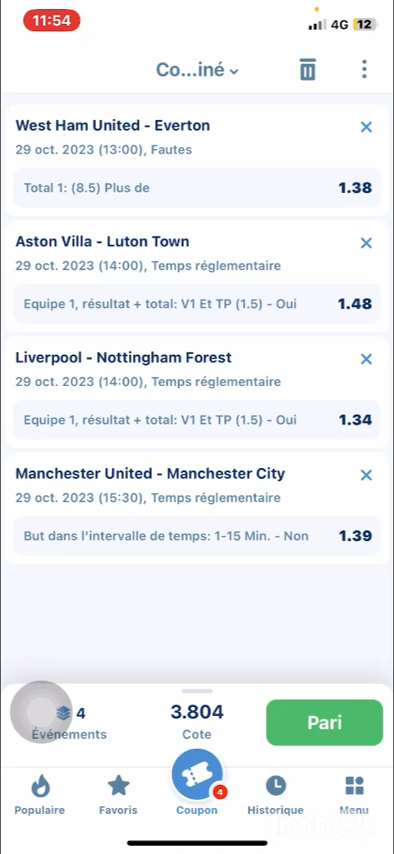 11:54
4G 12
Co...iné
West Ham United - Everton
29 oct. 2023 (13:00), Fautes
Total 1: (8.5) Plus de 1.38
Aston Villa - Luton Town
29 oct. 2023 (14:00), Temps réglementaire
Equipe 1, résultat + total: V1 Et TP (1.5) - Oui 1.48
Liverpool - Nottingham Forest
29 oct. 2023 (14:00), Temps réglementaire
Equipe 1, résultat + total: V1 Et TP (1.5) - Oui 1.34
Manchester United - Manchester City
29 oct. 2023 (15:30), Temps réglementaire
But dans l'intervalle de temps: 1-15 Min. - Non 1.39
4 3.804 Pari
Événements Cote
4
Populaire Favoris Coupon Historique Menu